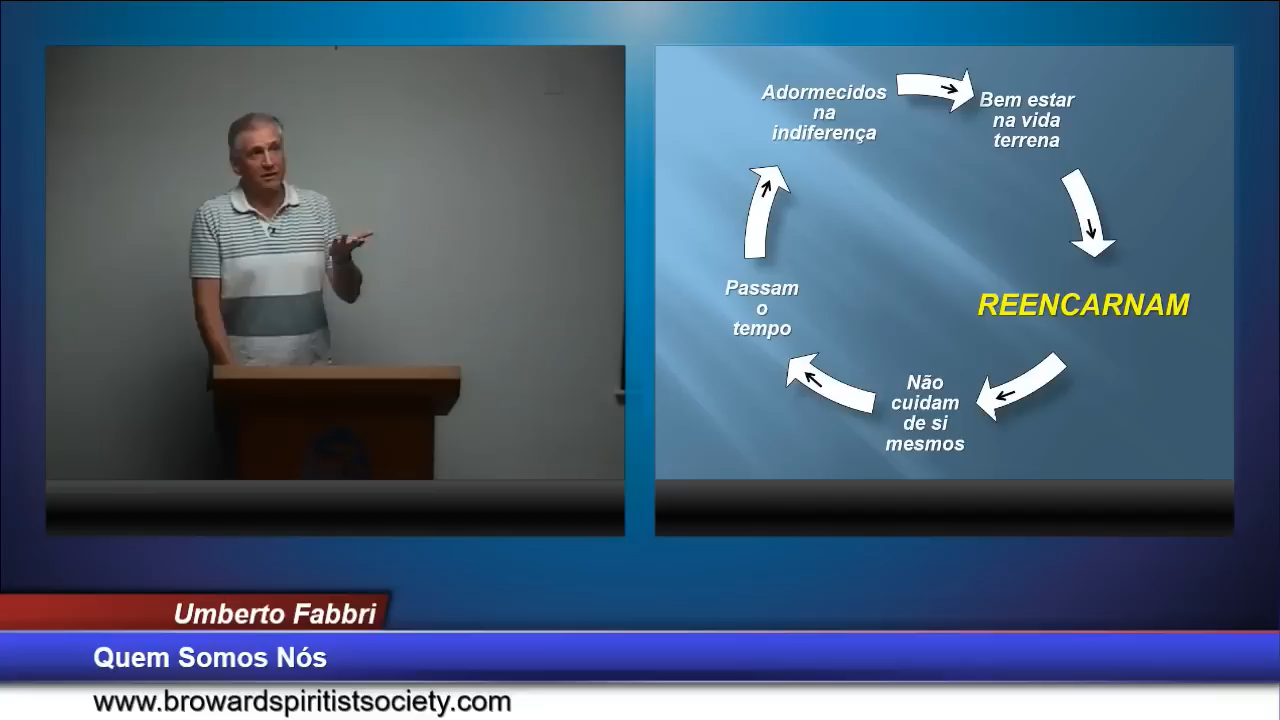 Adormecidos
na
indiferença
Bem estar
na vida
terrena
REENCARNAM
Não
cuidam
de si
mesmos
Passam
o
tempo
Umberto Fabbri
Quem Somos Nós
www.browardspiritistsociety.com